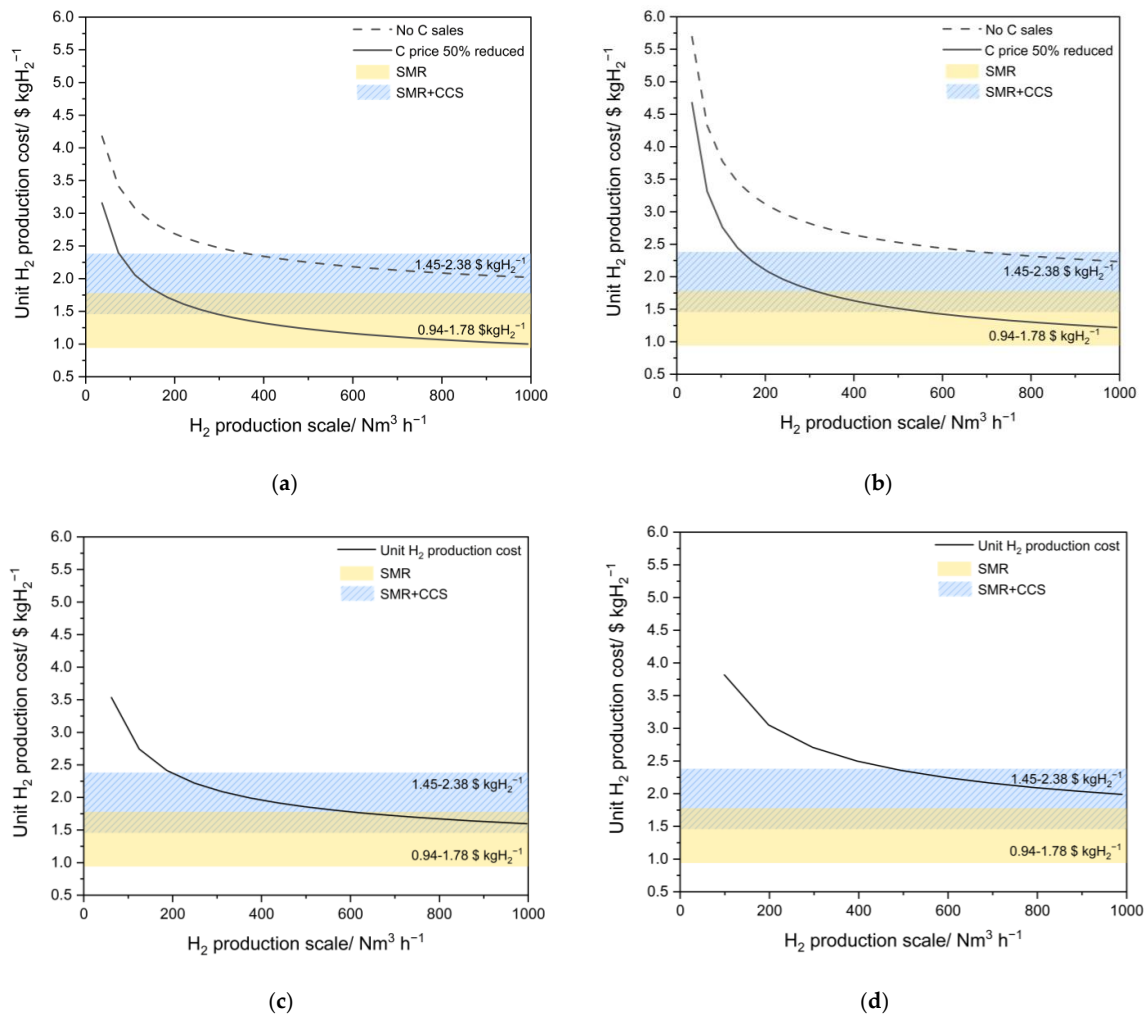 6.0
5.5
5.0
4.5
4.0
3.5
3.0
2.5
2.0
1.5
1.0
0.5
Unit H₂ production cost/ $ kgH₂⁻¹
No C sales
C price 50% reduced
SMR
SMR+CCS
1.45-2.38 $ kgH₂⁻¹
0.94-1.78 $kgH₂⁻¹
0 200 400 600 800 1000
H₂ production scale/ Nm³ h⁻¹
(a)
6.0
5.5
5.0
4.5
4.0
3.5
3.0
2.5
2.0
1.5
1.0
0.5
Unit H₂ production cost/ $ kgH₂⁻¹
No C sales
C price 50% reduced
SMR
SMR+CCS
1.45-2.38 $ kgH₂⁻¹
0.94-1.78 $ kgH₂⁻¹
0 200 400 600 800 1000
H₂ production scale/ Nm³ h⁻¹
(b)
6.0
5.5
5.0
4.5
4.0
3.5
3.0
2.5
2.0
1.5
1.0
0.5
Unit H₂ production cost/ $ kgH₂⁻¹
Unit H₂ production cost
SMR
SMR+CCS
1.45-2.38 $ kgH₂⁻¹
0.94-1.78 $ kgH₂⁻¹
0 200 400 600 800 1000
H₂ production scale/ Nm³ h⁻¹
(c)
6.0
5.5
5.0
4.5
4.0
3.5
3.0
2.5
2.0
1.5
1.0
0.5
Unit H₂ production cost/ $ kgH₂⁻¹
Unit H₂ production cost
SMR
SMR+CCS
1.45-2.38 $ kgH₂⁻¹
0.94-1.78 $ kgH₂⁻¹
0 200 400 600 800 1000
H₂ production scale/ Nm³ h⁻¹
(d)